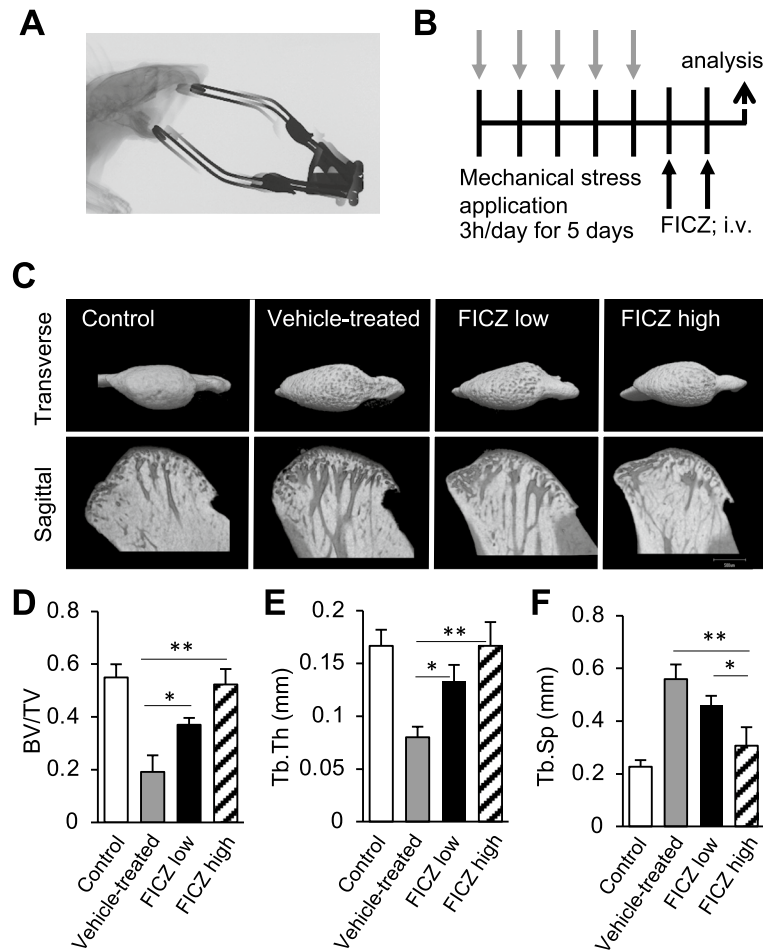 A
B
analysis
Mechanical stress
application
3h/day for 5 days
FICZ; i.v.
C
Control
Vehicle-treated
FICZ low
FICZ high
Transverse
Sagittal
D
0.8
0.6
0.4
0.2
0
BV/TV
**
*
Control
Vehicle-treated
FICZ low
FICZ high
E
0.2
0.15
0.1
0.05
0
Tb.Th (mm)
**
*
Control
Vehicle-treated
FICZ low
FICZ high
F
0.8
0.6
0.4
0.2
0
Tb.Sp (mm)
**
*
Control
Vehicle-treated
FICZ low
FICZ high